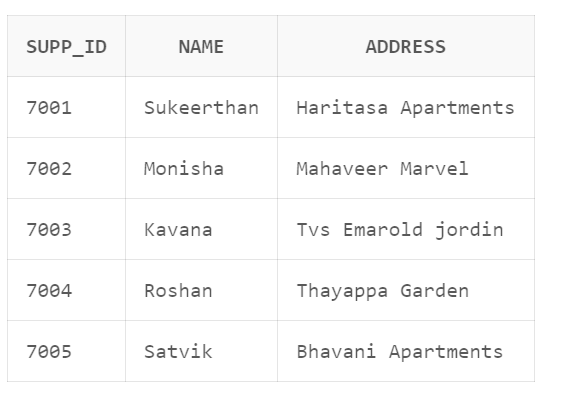 SUPP_ID NAME ADDRESS
7001 Sukeerthan Haritasa Apartments
7002 Monisha Mahaveer Marvel
7003 Kavana Tvs Emarold jordin
7004 Roshan Thayappa Garden
7005 Satvik Bhavani Apartments